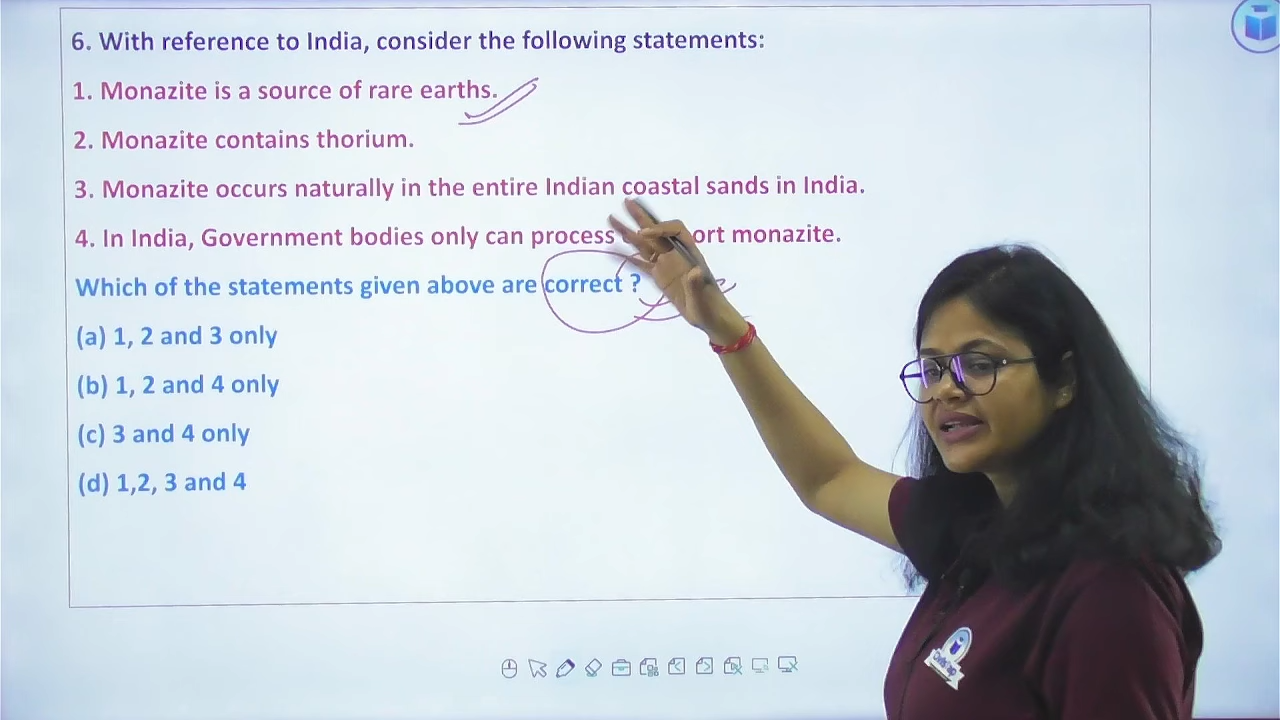 6. With reference to India, consider the following statements:
1. Monazite is a source of rare earths.
2. Monazite contains thorium.
3. Monazite occurs naturally in the entire Indian coastal sands in India.
4. In India, Government bodies only can process monazite.
Which of the statements given above are correct ?
(a) 1, 2 and 3 only
(b) 1, 2 and 4 only
(c) 3 and 4 only
(d) 1,2, 3 and 4